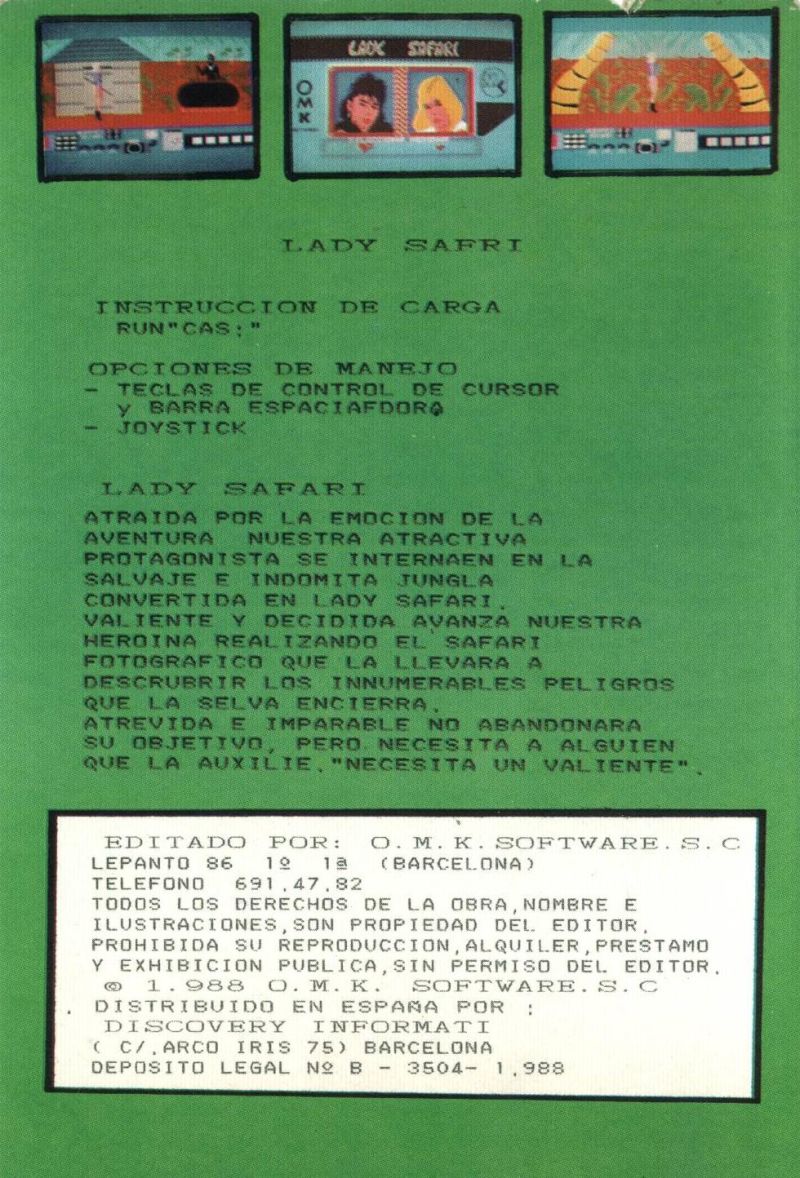 LADY SAFARI
OMK
LADY SAFRI
INSTRUCCION DE CARGA
RUN"CAS:"
OPCIONES DE MANEJO
- TECLAS DE CONTROL DE CURSOR
y BARRA ESPACIAFDORA
- JOYSTICK
LADY SAFARI
ATRAIDA POR LA EMOCION DE LA
AVENTURA NUESTRA ATRACTIVA
PROTAGONISTA SE INTERNAEN EN LA
SALVAJE E INDOMITA JUNGLA
CONVERTIDA EN LADY SAFARI.
VALIENTE Y DECIDIDA AVANZA NUESTRA
HEROINA REALIZANDO EL SAFARI
FOTOGRAFICO QUE LA LLEVARA A
DESCRUBRIR LOS INNUMERABLES PELIGROS
QUE LA SELVA ENCIERRA.
ATREVIDA E IMPARABLE NO ABANDONARA
SU OBJETIVO, PERO NECESITA A ALGUIEN
QUE LA AUXILIE."NECESITA UN VALIENTE".
EDITADO POR: O.M.K.SOFTWARE.S.C
LEPANTO 86 1º 1ª (BARCELONA)
TELEFONO 691.47.82
TODOS LOS DERECHOS DE LA OBRA,NOMBRE E
ILUSTRACIONES,SON PROPIEDAD DEL EDITOR.
PROHIBIDA SU REPRODUCCION,ALQUILER,PRESTAMO
Y EXHIBICION PUBLICA,SIN PERMISO DEL EDITOR.
© 1.988 O.M.K. SOFTWARE.S.C
. DISTRIBUIDO EN ESPAÑA POR :
DISCOVERY INFORMATI
( C/.ARCO IRIS 75) BARCELONA
DEPOSITO LEGAL Nº B - 3504- 1.988